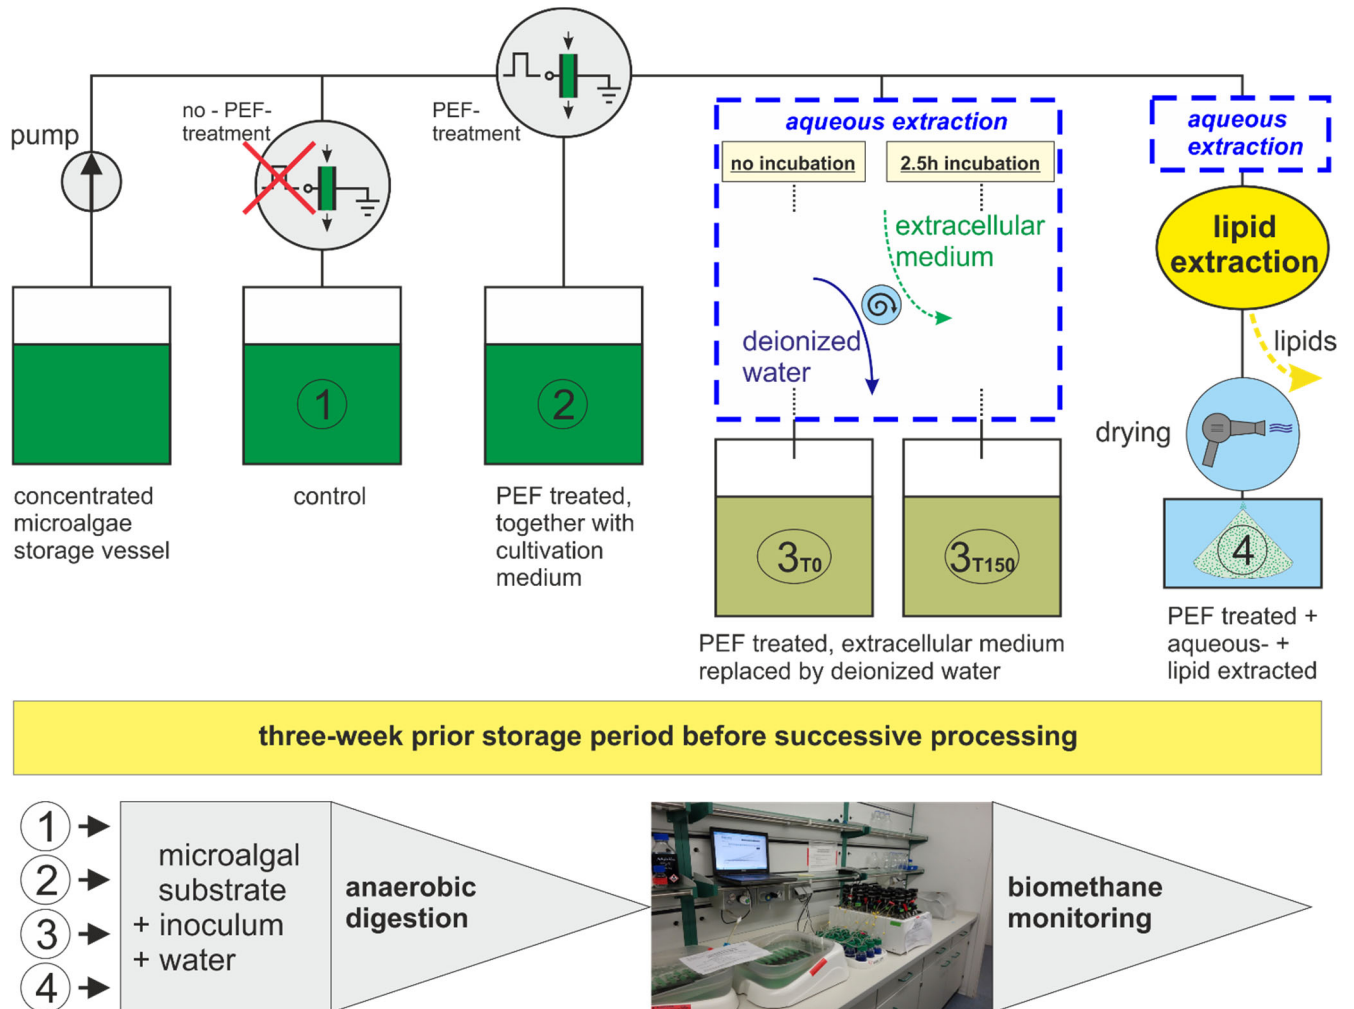 pump
no - PEF-
treatment
PEF-
treatment
aqueous extraction
no incubation
2.5h incubation
extracellular
medium
deionized
water
aqueous
extraction
lipid
extraction
lipids
drying
1
2
3T0
3T150
4
concentrated
microalgae
storage vessel
control
PEF treated,
together with
cultivation
medium
PEF treated, extracellular medium
replaced by deionized water
PEF treated +
aqueous- +
lipid extracted
three-week prior storage period before successive processing
1
2
3
4
microalgal
substrate
+ inoculum
+ water
anaerobic
digestion
biomethane
monitoring